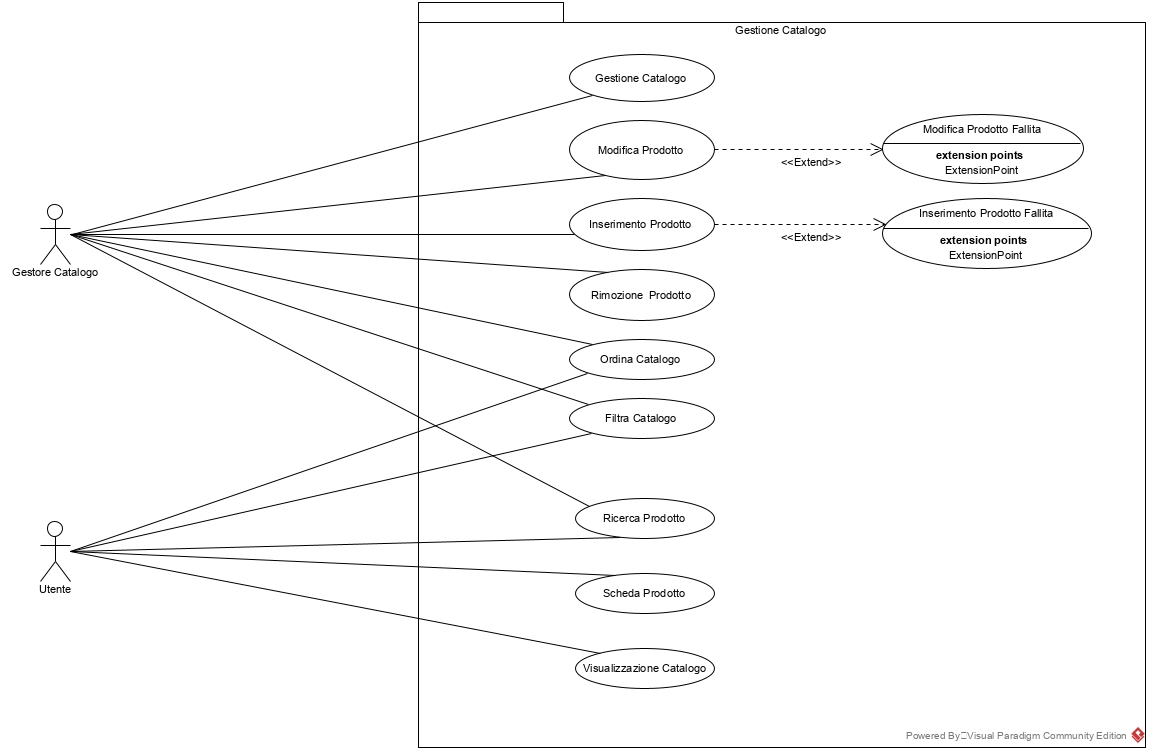 Gestione Catalogo
Gestione Catalogo
Modifica Prodotto
Modifica Prodotto Fallita
extension points
ExtensionPoint
<<Extend>>
Inserimento Prodotto
Inserimento Prodotto Fallita
extension points
ExtensionPoint
<<Extend>>
Gestore Catalogo
Rimozione  Prodotto
Ordina Catalogo
Filtra Catalogo
Ricerca Prodotto
Utente
Scheda Prodotto
Visualizzazione Catalogo
Powered By Visual Paradigm Community Edition